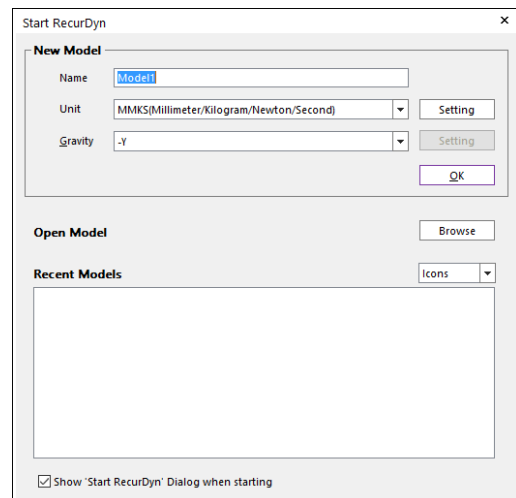 Start RecurDyn
New Model
Name Model1
Unit MMKS(Millimeter/Kilogram/Newton/Second) Setting
Gravity -Y Setting
OK
Open Model Browse
Recent Models Icons
Show 'Start RecurDyn' Dialog when starting